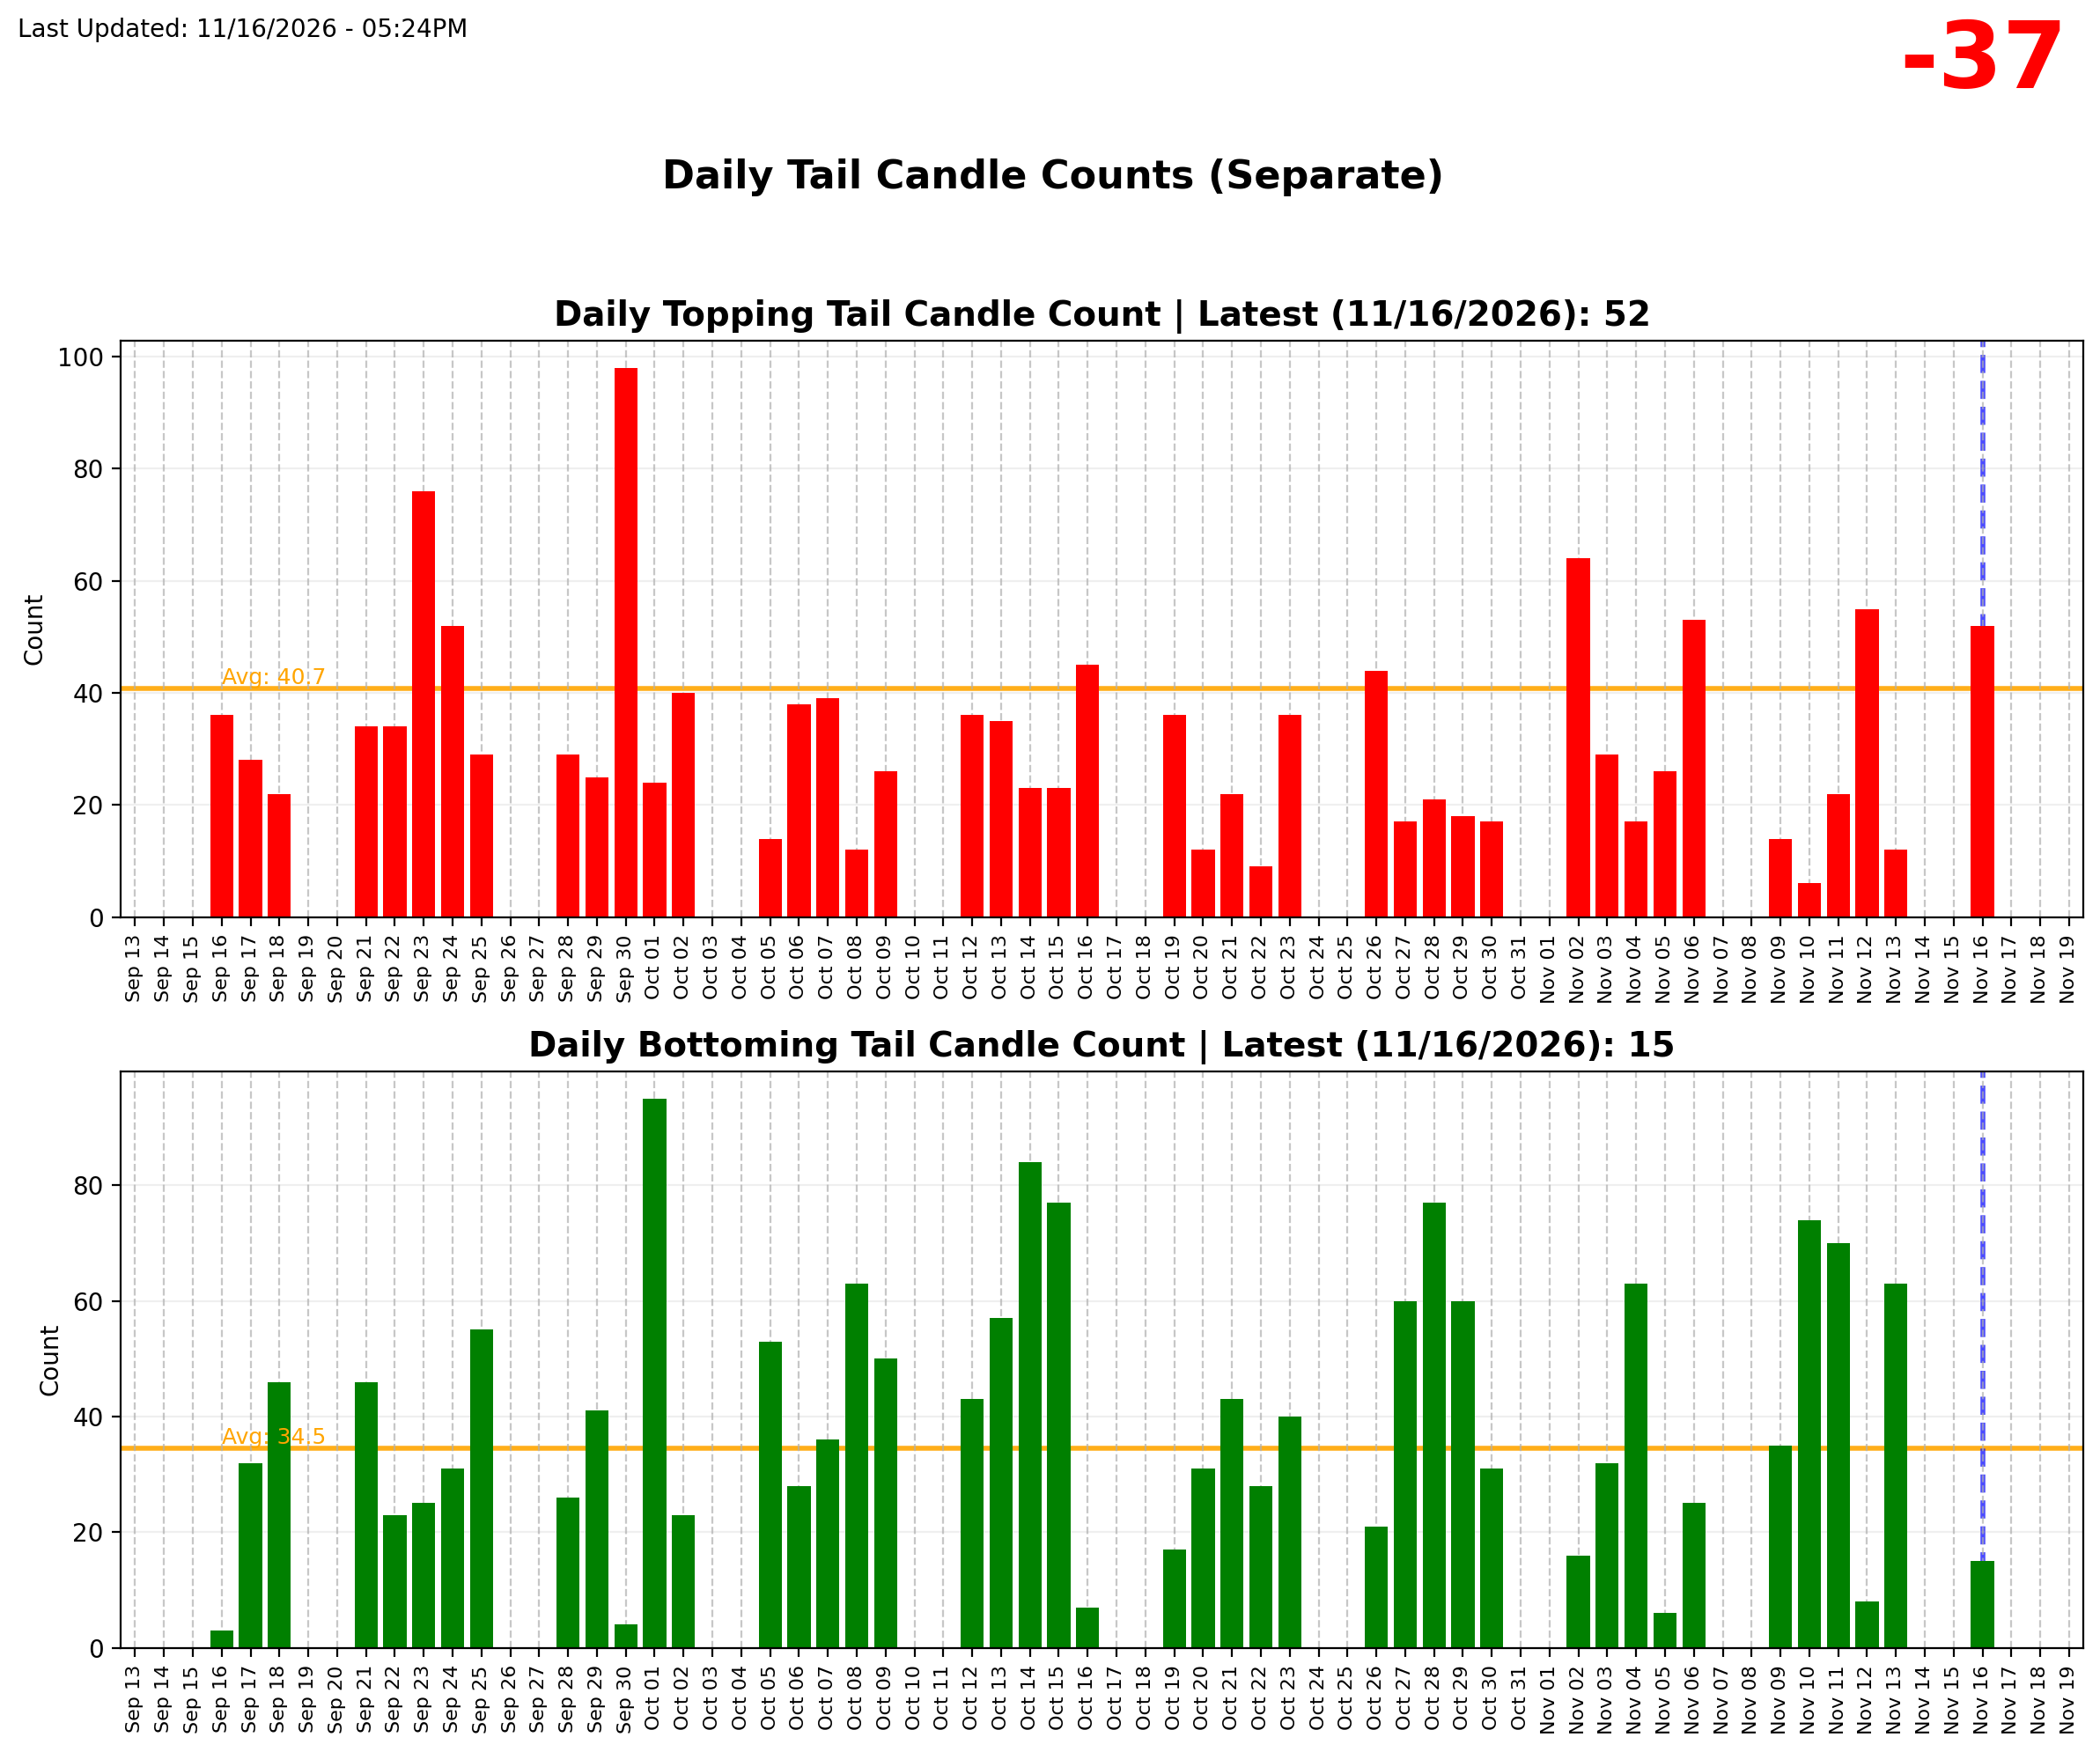 Last Updated: 11/16/2026 - 05:24PM
-37
Daily Tail Candle Counts (Separate)
Daily Topping Tail Candle Count | Latest (11/16/2026): 52
100
80
60
40
20
0
Count
Avg: 40.7
Sep 13
Sep 14
Sep 15
Sep 16
Sep 17
Sep 18
Sep 19
Sep 20
Sep 21
Sep 22
Sep 23
Sep 24
Sep 25
Sep 26
Sep 27
Sep 28
Sep 29
Sep 30
Oct 01
Oct 02
Oct 03
Oct 04
Oct 05
Oct 06
Oct 07
Oct 08
Oct 09
Oct 10
Oct 11
Oct 12
Oct 13
Oct 14
Oct 15
Oct 16
Oct 17
Oct 18
Oct 19
Oct 20
Oct 21
Oct 22
Oct 23
Oct 24
Oct 25
Oct 26
Oct 27
Oct 28
Oct 29
Oct 30
Oct 31
Nov 01
Nov 02
Nov 03
Nov 04
Nov 05
Nov 06
Nov 07
Nov 08
Nov 09
Nov 10
Nov 11
Nov 12
Nov 13
Nov 14
Nov 15
Nov 16
Nov 17
Nov 18
Nov 19
Daily Bottoming Tail Candle Count | Latest (11/16/2026): 15
80
60
40
20
0
Count
Avg: 34.5
Sep 13
Sep 14
Sep 15
Sep 16
Sep 17
Sep 18
Sep 19
Sep 20
Sep 21
Sep 22
Sep 23
Sep 24
Sep 25
Sep 26
Sep 27
Sep 28
Sep 29
Sep 30
Oct 01
Oct 02
Oct 03
Oct 04
Oct 05
Oct 06
Oct 07
Oct 08
Oct 09
Oct 10
Oct 11
Oct 12
Oct 13
Oct 14
Oct 15
Oct 16
Oct 17
Oct 18
Oct 19
Oct 20
Oct 21
Oct 22
Oct 23
Oct 24
Oct 25
Oct 26
Oct 27
Oct 28
Oct 29
Oct 30
Oct 31
Nov 01
Nov 02
Nov 03
Nov 04
Nov 05
Nov 06
Nov 07
Nov 08
Nov 09
Nov 10
Nov 11
Nov 12
Nov 13
Nov 14
Nov 15
Nov 16
Nov 17
Nov 18
Nov 19